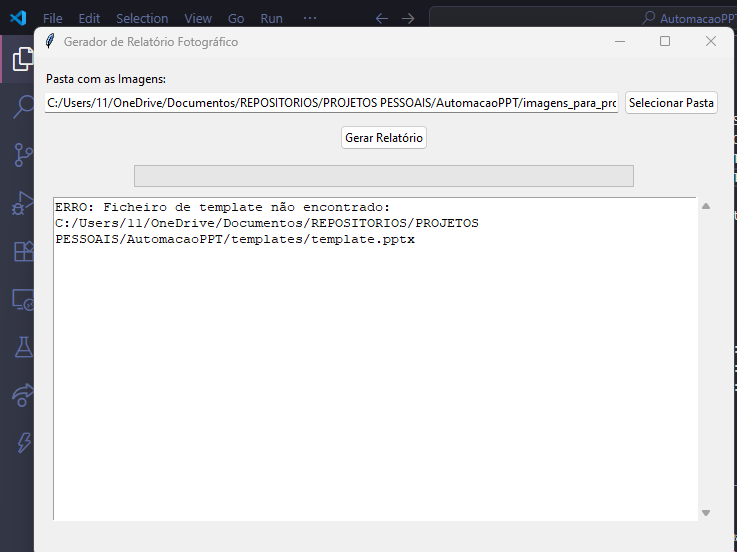 File Edit Selection View Go Run ···
AutomacaoPP
Gerador de Relatório Fotográfico
Pasta com as Imagens:
C:/Users/11/OneDrive/Documentos/REPOSITORIOS/PROJETOS PESSOAIS/AutomacaoPPT/imagens_para_pro
Selecionar Pasta
Gerar Relatório
ERRO: Ficheiro de template não encontrado:
C:/Users/11/OneDrive/Documentos/REPOSITORIOS/PROJETOS
PESSOAIS/AutomacaoPPT/templates/template.pptx